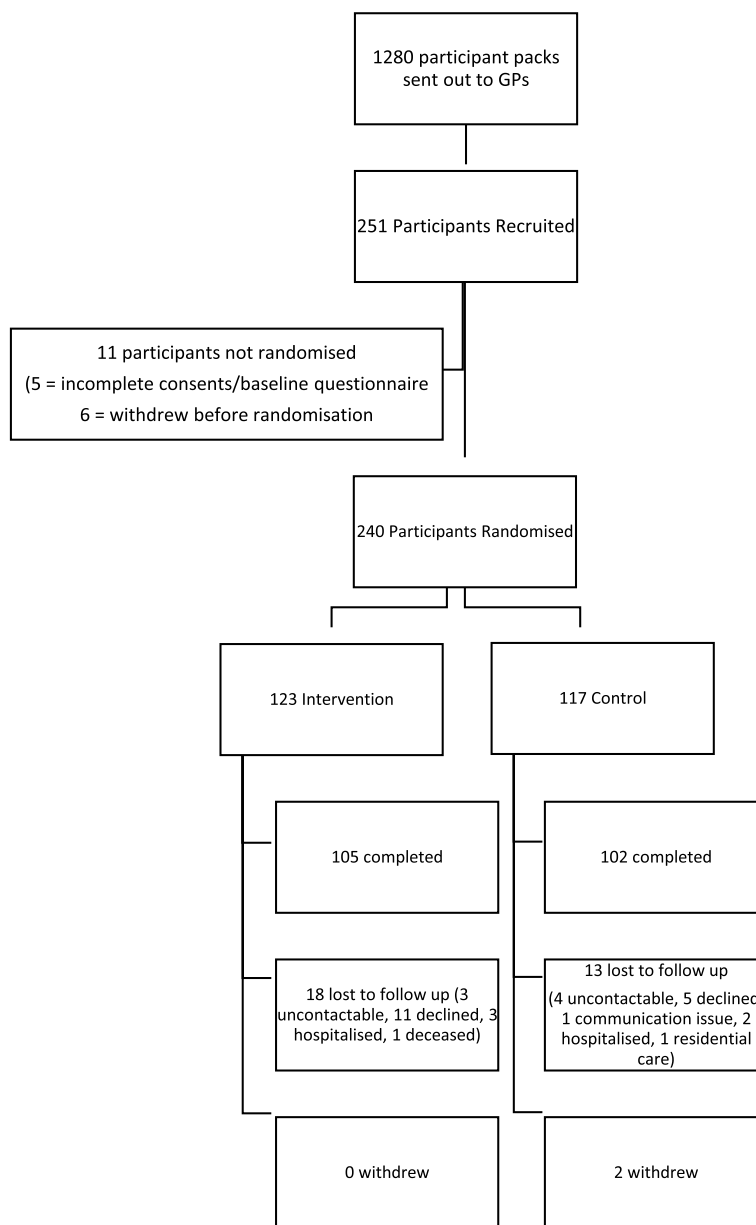 1280 participant packs
sent out to GPs
251 Participants Recruited
11 participants not randomised
(5 = incomplete consents/baseline questionnaire
6 = withdrew before randomisation
240 Participants Randomised
123 Intervention
117 Control
105 completed
102 completed
18 lost to follow up (3
uncontactable, 11 declined, 3
hospitalised, 1 deceased)
13 lost to follow up
(4 uncontactable, 5 declined
1 communication issue, 2
hospitalised, 1 residential
care)
0 withdrew
2 withdrew